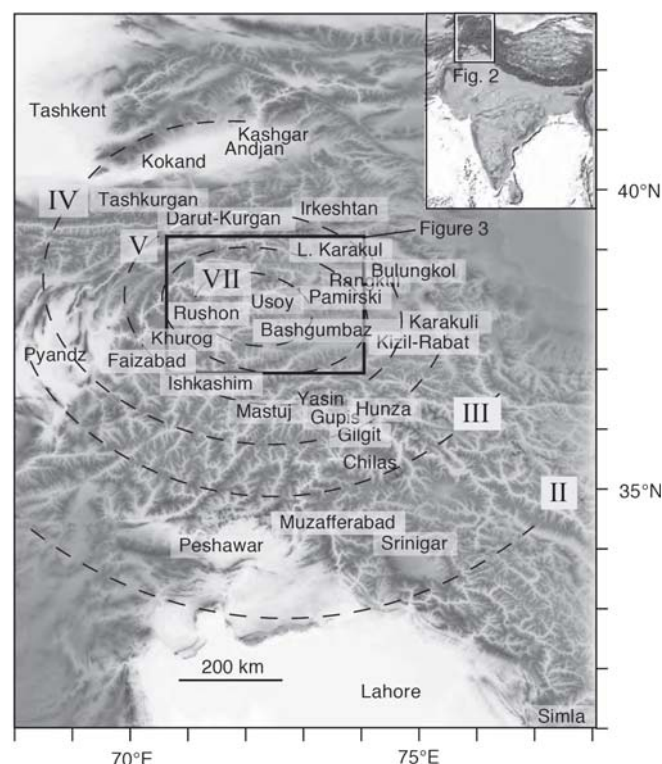 Fig. 2
Tashkent
Kashgar
Andjan
Kokand
40°N
IV
Tashkurgan
Irkeshtan
Darut-Kurgan
Figure 3
V
L. Karakul
VII
Bulungkol
Rangkul
Usoy
Pamirski
Rushon
Karakuli
Bashgumbaz
Khurog
Kizil-Rabat
Pyandz
Faizabad
Ishkashim
Yasin
Mastuj
Hunza
III
Gupis
Gilgit
Chilas
II
35°N
Muzafferabad
Peshawar
Srinigar
200 km
Lahore
Simla
70°E
75°E